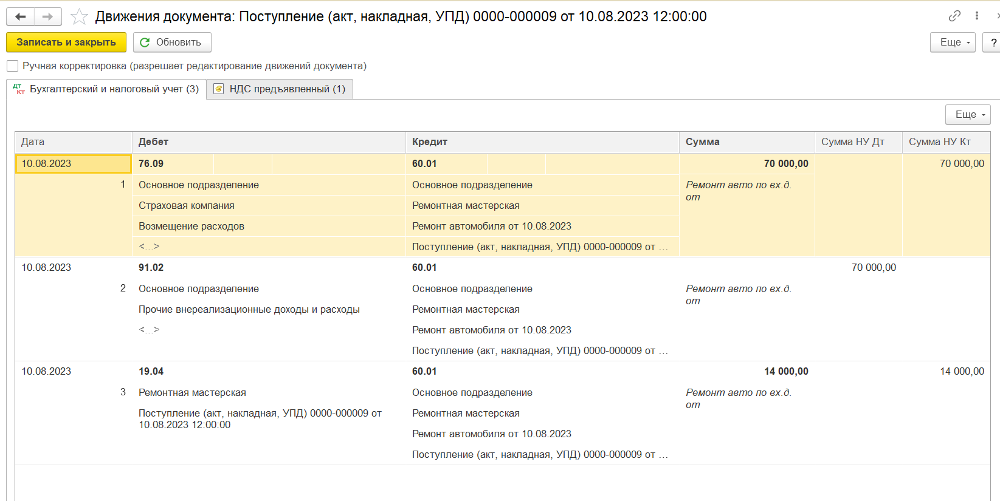 Движения документа: Поступление (акт, накладная, УПД) 0000-000009 от 10.08.2023 12:00:00
Записать и закрыть Обновить Еще ?
Ручная корректировка (разрешает редактирование движений документа)
Дт Кт Бухгалтерский и налоговый учет (3) НДС предъявленный (1)
Еще
Дата Дебет Кредит Сумма Сумма НУ Дт Сумма НУ Кт
10.08.2023 76.09 60.01 70 000,00 70 000,00
1 Основное подразделение Основное подразделение Ремонт авто по вх.д.
от
Страховая компания Ремонтная мастерская
Возмещение расходов Ремонт автомобиля от 10.08.2023
<...> Поступление (акт, накладная, УПД) 0000-000009 от ...
10.08.2023 91.02 60.01 70 000,00
2 Основное подразделение Основное подразделение Ремонт авто по вх.д.
от
Прочие внереализационные доходы и расходы Ремонтная мастерская
<...> Ремонт автомобиля от 10.08.2023
Поступление (акт, накладная, УПД) 0000-000009 от ...
10.08.2023 19.04 60.01 14 000,00 14 000,00
3 Ремонтная мастерская Основное подразделение Ремонт авто по вх.д.
от
Поступление (акт, накладная, УПД) 0000-000009 от Ремонтная мастерская
10.08.2023 12:00:00
Ремонт автомобиля от 10.08.2023
Поступление (акт, накладная, УПД) 0000-000009 от ...